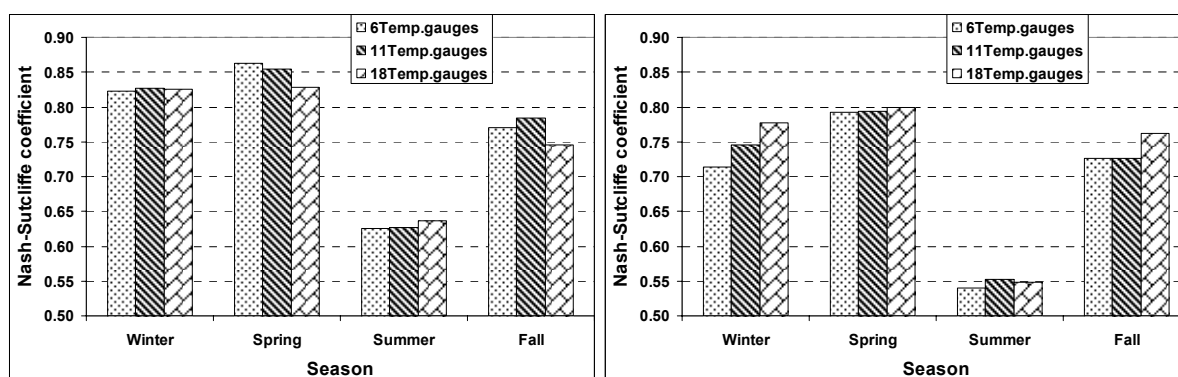 6Temp.gauges
11Temp.gauges
18Temp.gauges
Nash-Sutcliffe coefficient
0.90
0.85
0.80
0.75
0.70
0.65
0.60
0.55
0.50
Winter Spring Summer Fall
Season
6Temp.gauges
11Temp.gauges
18Temp.gauges
Nash-Sutcliffe coefficient
0.90
0.85
0.80
0.75
0.70
0.65
0.60
0.55
0.50
Winter Spring Summer Fall
Season